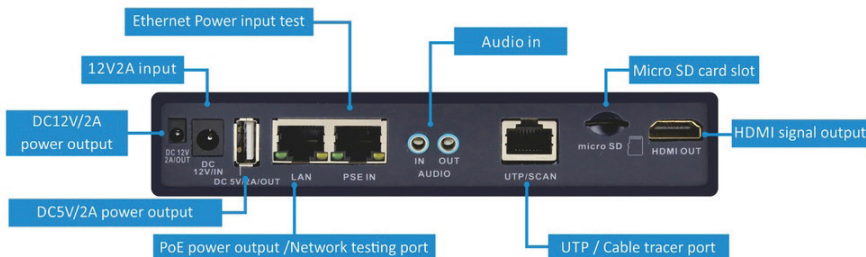 Ethernet Power input test
Audio in
12V2A input
Micro SD card slot
DC12V/2A
power output
HDMI signal output
DC 12V
2A/OUT
DC
12V/IN
DC 5V/2A/OUT
LAN
PSE IN
IN
OUT
AUDIO
UTP/SCAN
micro SD
HDMI OUT
DC5V/2A power output
PoE power output /Network testing port
UTP / Cable tracer port